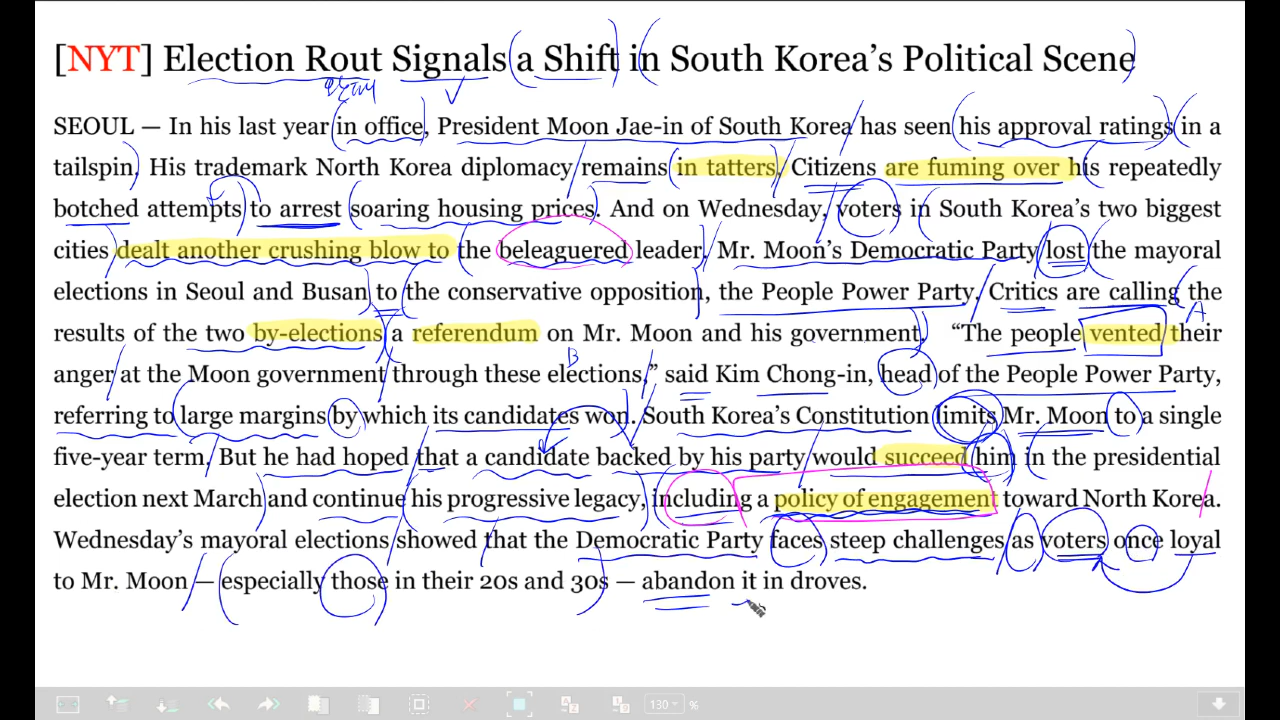 [NYT] Election Rout Signals a Shift in South Korea's Political Scene
SEOUL — In his last year in office, President Moon Jae-in of South Korea has seen his approval ratings in a
tailspin. His trademark North Korea diplomacy remains in tatters. Citizens are fuming over his repeatedly
botched attempts to arrest soaring housing prices. And on Wednesday, voters in South Korea's two biggest
cities dealt another crushing blow to the beleaguered leader. Mr. Moon's Democratic Party lost the mayoral
elections in Seoul and Busan to the conservative opposition, the People Power Party. Critics are calling the
results of the two by-elections a referendum on Mr. Moon and his government. “The people vented their
A
anger at the Moon government through these elections,” said Kim Chong-in, head of the People Power Party,
B
referring to large margins by which its candidates won. South Korea's Constitution limits Mr. Moon to a single
five-year term. But he had hoped that a candidate backed by his party would succeed him in the presidential
election next March and continue his progressive legacy, including a policy of engagement toward North Korea.
Wednesday's mayoral elections showed that the Democratic Party faces steep challenges as voters once loyal
to Mr. Moon — especially those in their 20s and 30s — abandon it in droves.
130 %